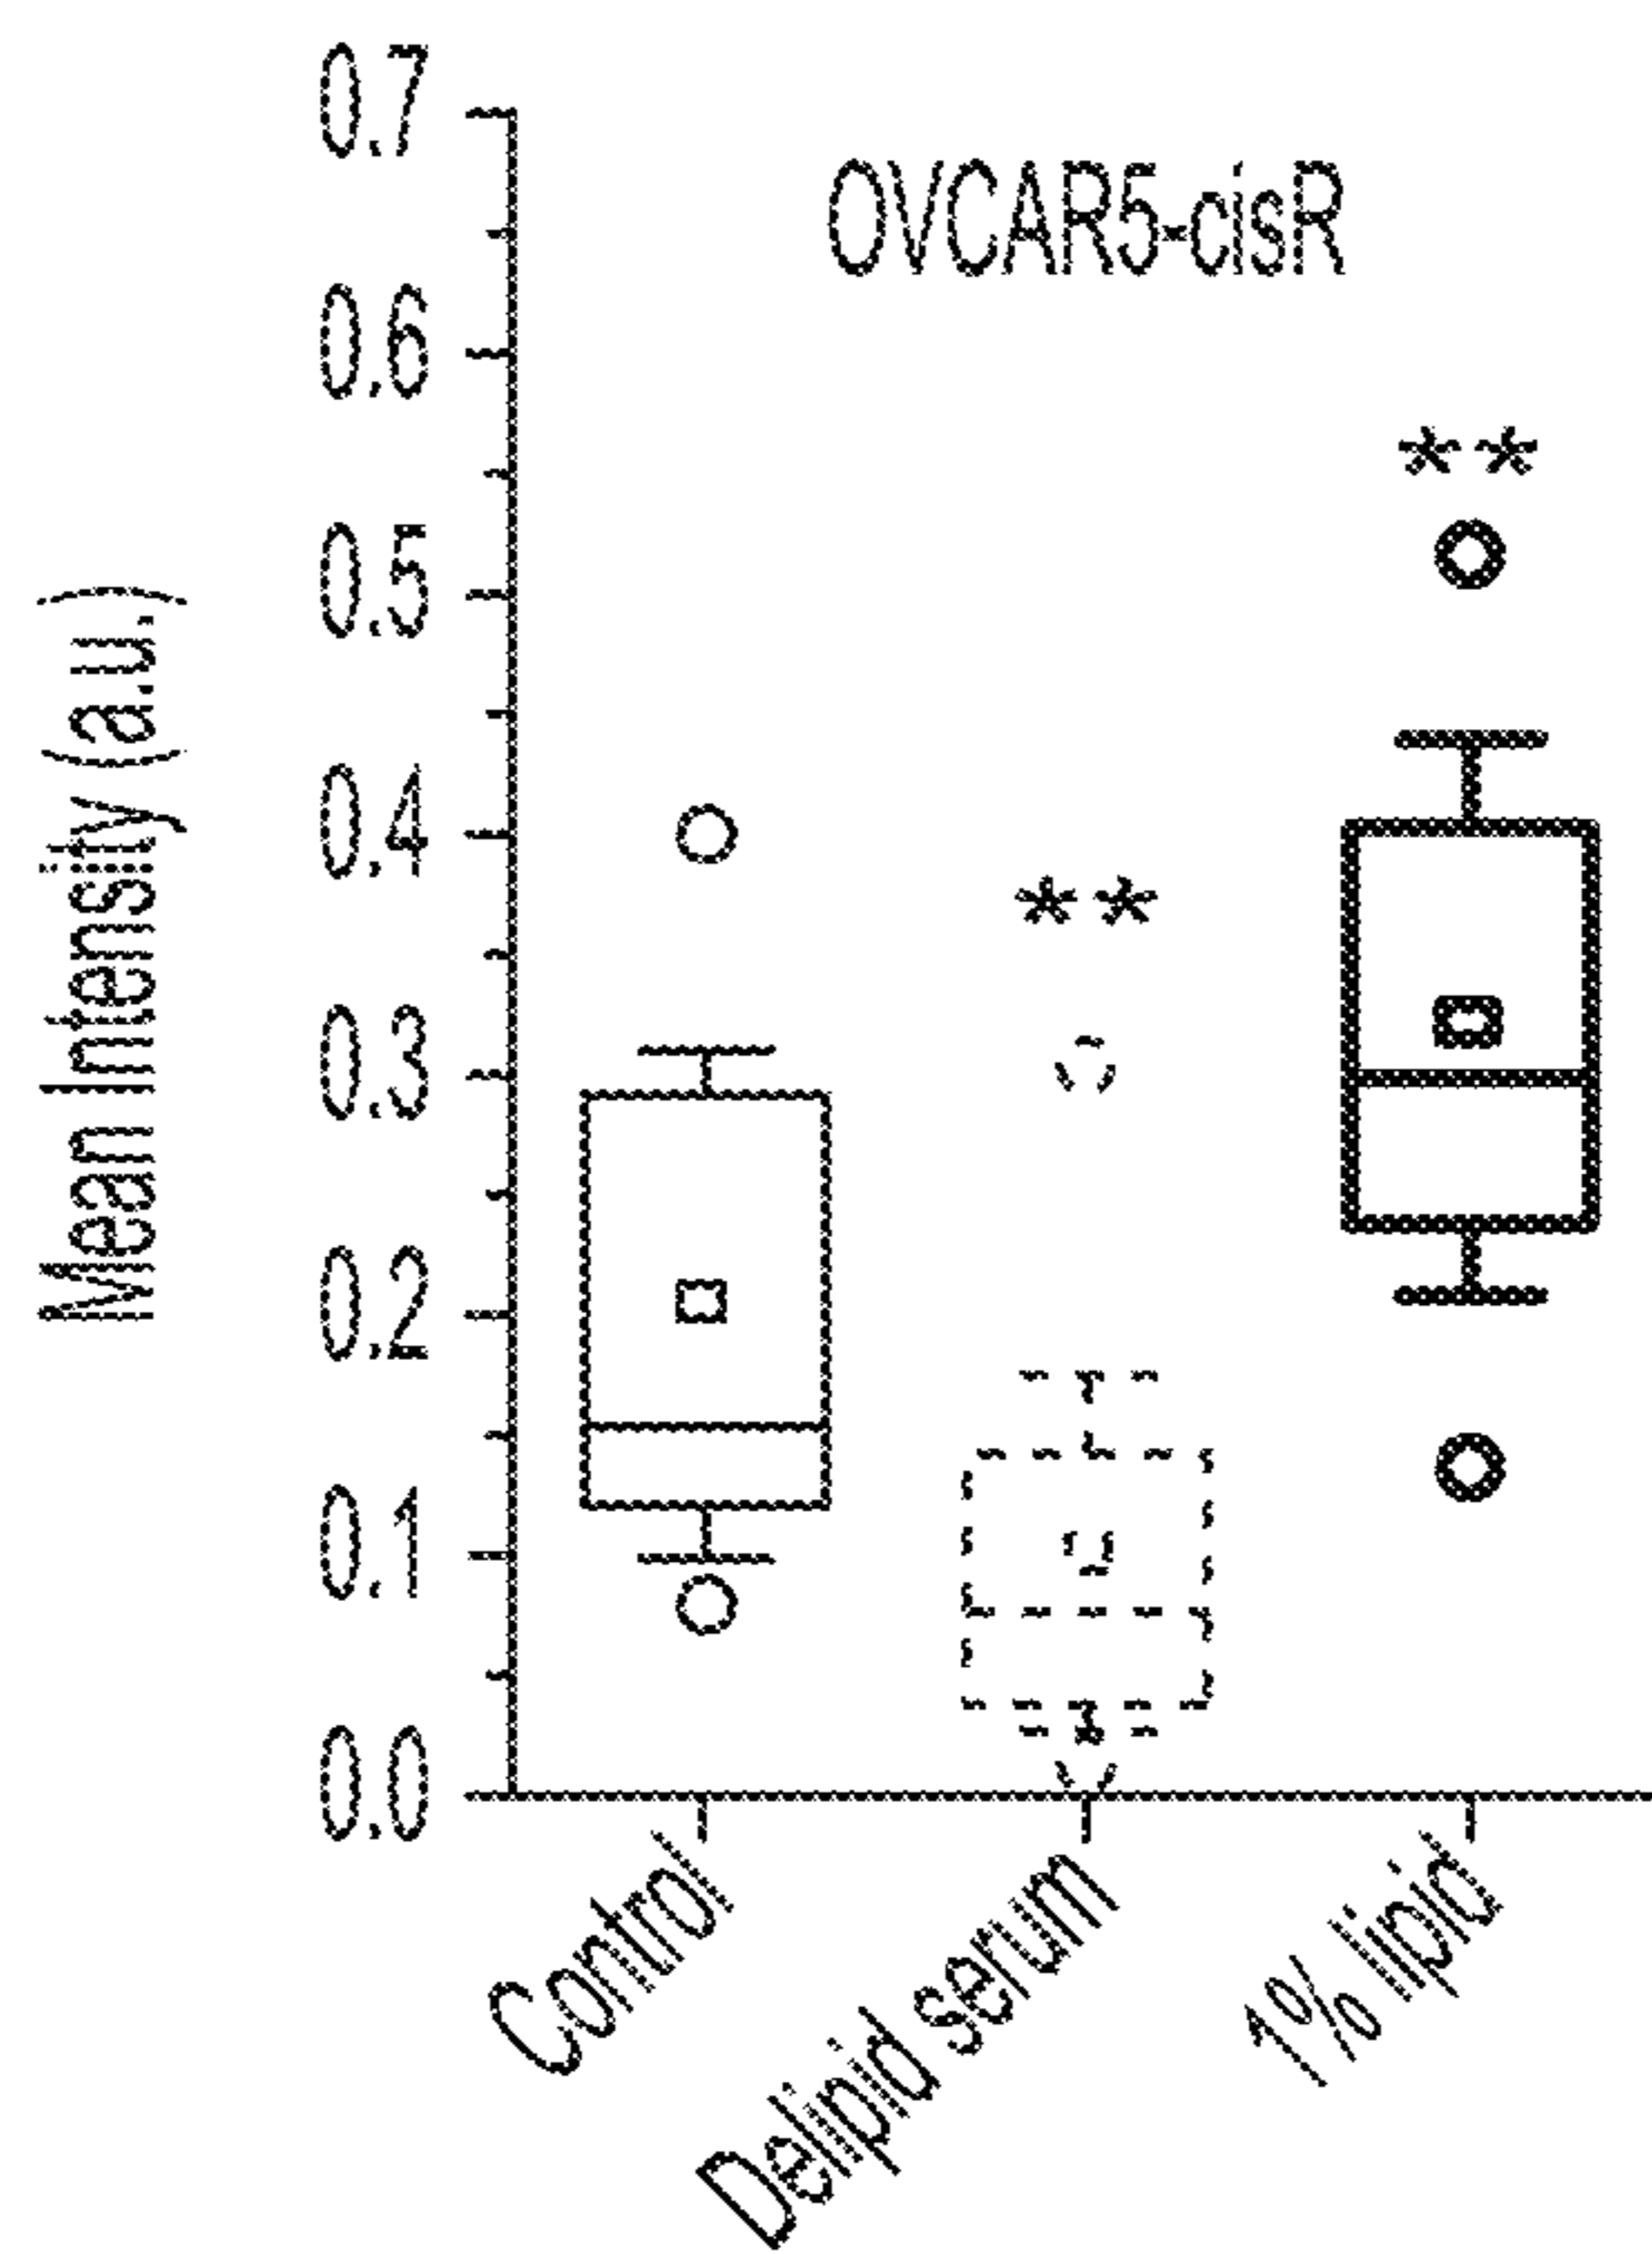 0.7
OVCAR5-cisR
0.6
**
0.5
0.4
**
0.3
0.2
0.1
0.0
Mean Intensity (a.u.)
Control
Delipid serum
1% lipid